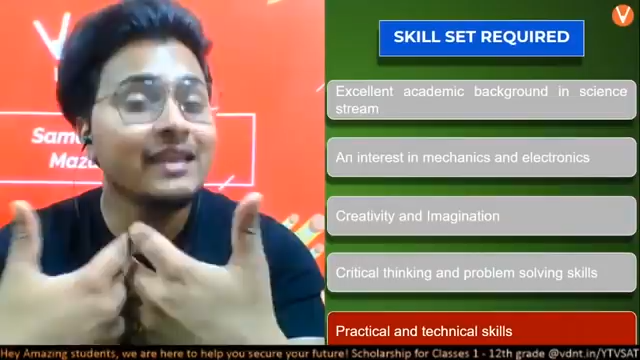 SKILL SET REQUIRED
Excellent academic background in science
stream
An interest in mechanics and electronics
Creativity and Imagination
Critical thinking and problem solving skills
Practical and technical skills
Hey Amazing students, we are here to help you secure your future! Scholarship for Classes 1 - 12th grade @vdnt.in/YTVSAT